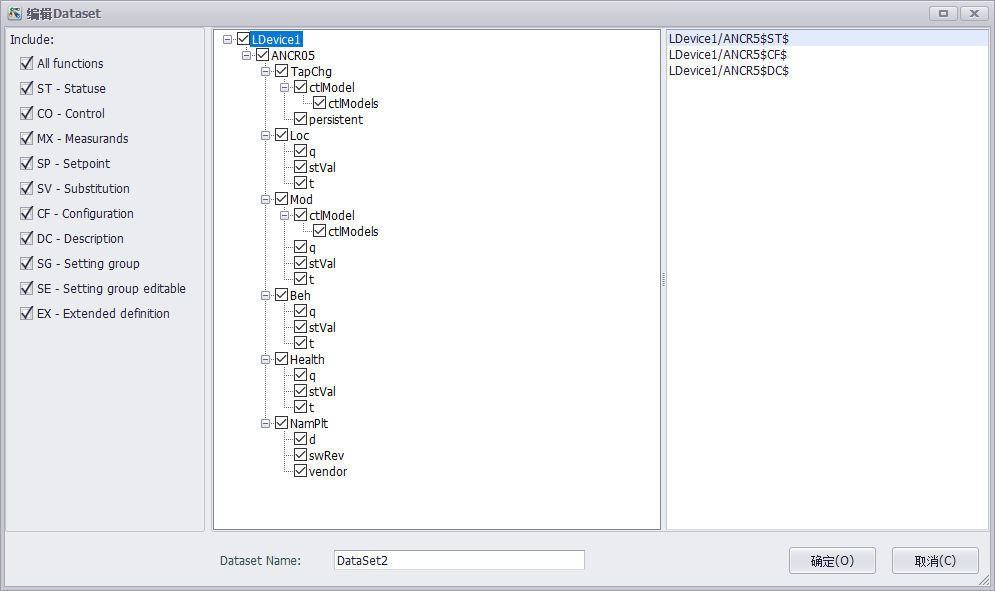 编辑Dataset
Include:
All functions
ST - Statuse
CO - Control
MX - Measurands
SP - Setpoint
SV - Substitution
CF - Configuration
DC - Description
SG - Setting group
SE - Setting group editable
EX - Extended definition
LDevice1
ANCR05
TapChg
ctlModel
ctlModels
persistent
Loc
q
stVal
t
Mod
ctlModel
ctlModels
q
stVal
t
Beh
q
stVal
t
Health
q
stVal
t
NamPlt
d
swRev
vendor
LDevice1/ANCR5$ST$
LDevice1/ANCR5$CF$
LDevice1/ANCR5$DC$
Dataset Name:
DataSet2
确定(O)
取消(C)